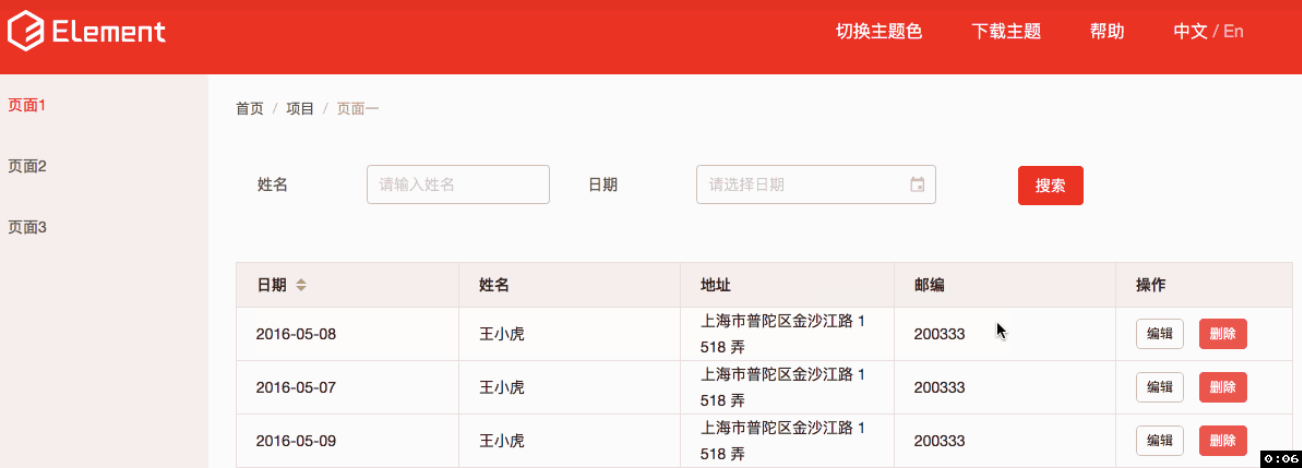 Element 切换主题色 下载主题 帮助 中文 / En
页面1
页面2
页面3
首页 / 项目 / 页面一
姓名 请输入姓名 日期 请选择日期 搜索
日期 姓名 地址 邮编 操作
2016-05-08 王小虎 上海市普陀区金沙江路 1 200333 编辑 删除
518 弄
2016-05-07 王小虎 上海市普陀区金沙江路 1 200333 编辑 删除
518 弄
2016-05-09 王小虎 上海市普陀区金沙江路 1 200333 编辑 删除
518 弄
0:06